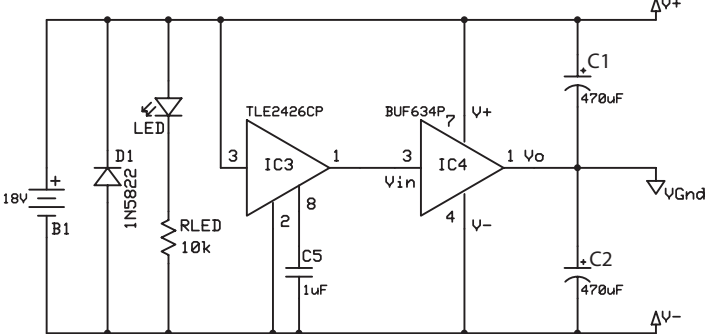 V+
C1
470uF
TLE2426CP
BUF634P
7
V+
LED
3
IC3
1
3
IC4
1 Vo
Vin
D1
1N5822
18V
+
B1
VGnd
RLED
10k
2
8
4
V-
C5
1uF
C2
470uF
V-